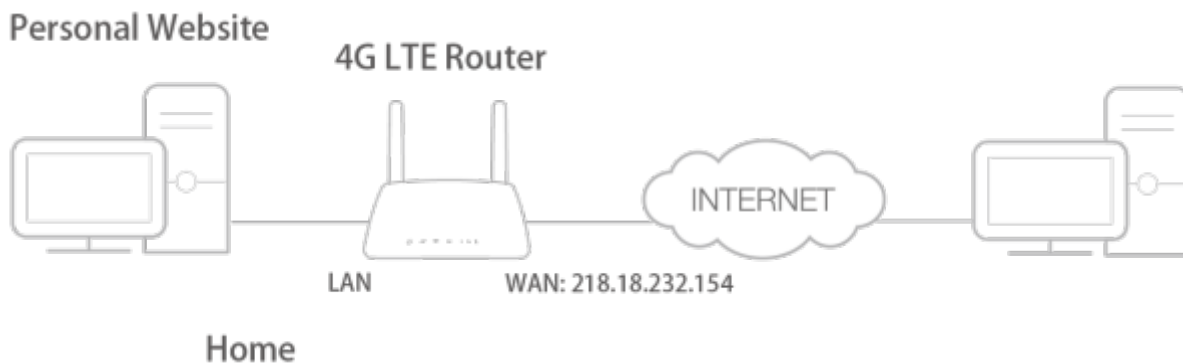 Personal Website
4G LTE Router
INTERNET
LAN
WAN: 218.18.232.154
Home